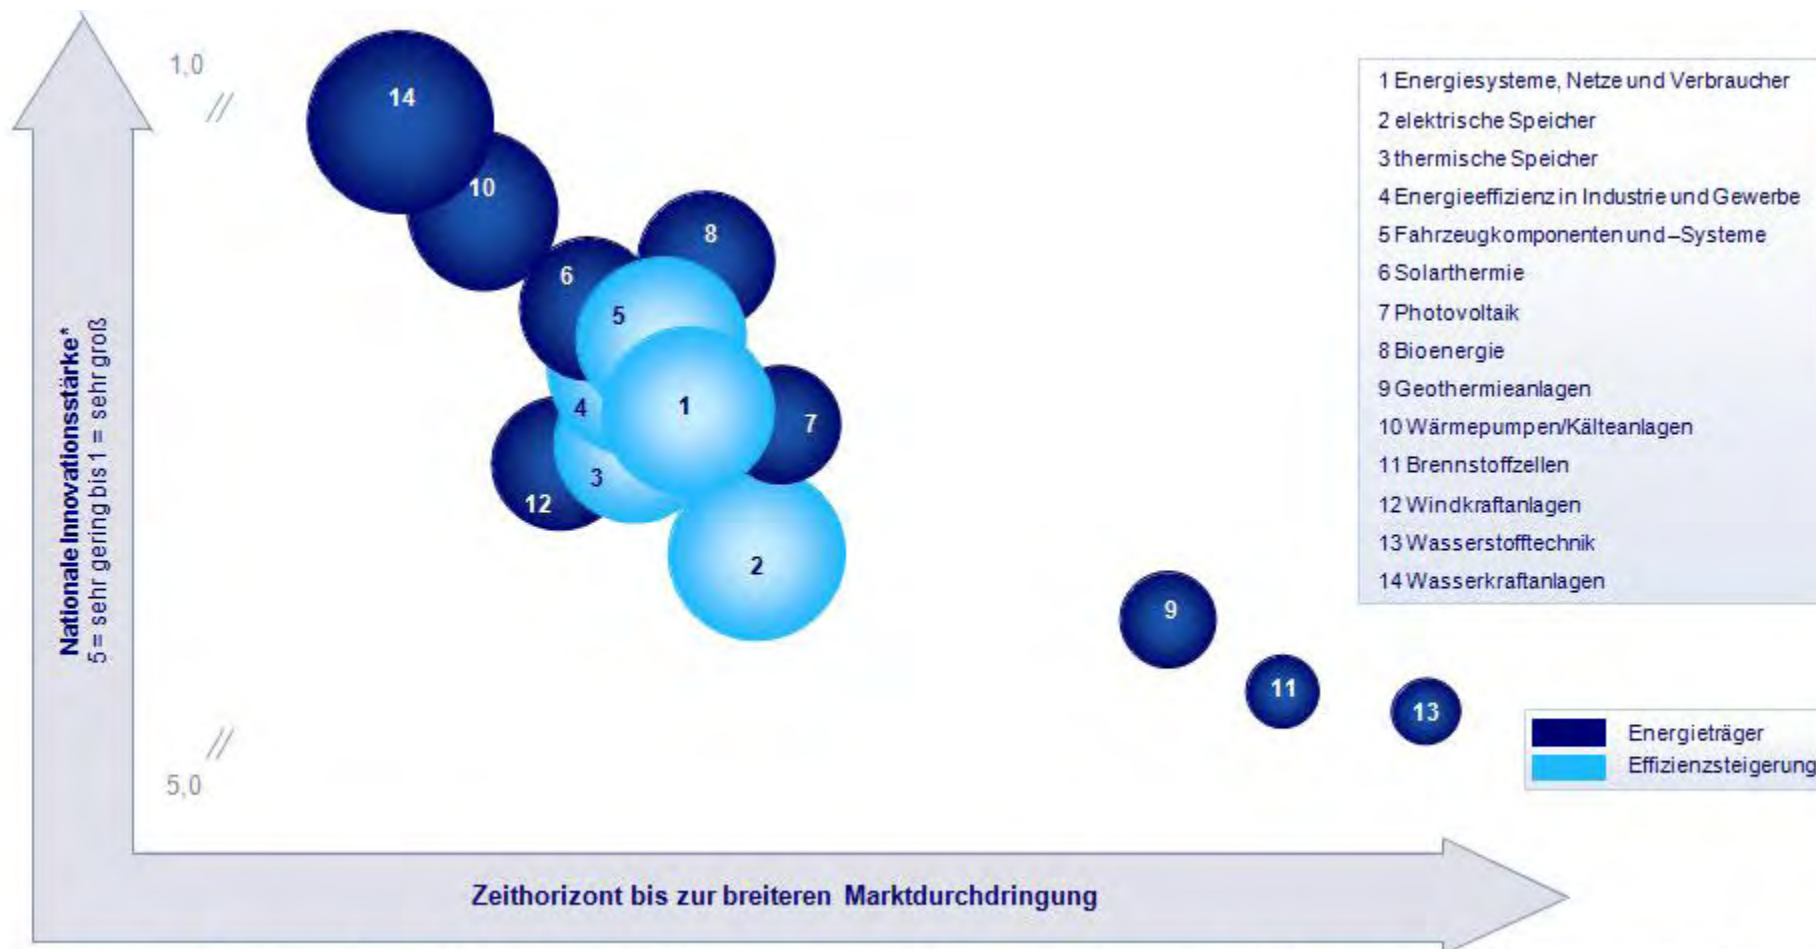 1,0
//
14
10
8
6
5
4
1
7
3
12
2
9
11
13
//
5,0
Nationale Innovationsstärke*
5 = sehr gering bis 1 = sehr groß
Zeithorizont bis zur breiteren Marktdurchdringung
1 Energiesysteme, Netze und Verbraucher
2 elektrische Speicher
3 thermische Speicher
4 Energieeffizienz in Industrie und Gewerbe
5 Fahrzeugkomponenten und –Systeme
6 Solarthermie
7 Photovoltaik
8 Bioenergie
9 Geothermieanlagen
10 Wärmepumpen/Kälteanlagen
11 Brennstoffzellen
12 Windkraftanlagen
13 Wasserstofftechnik
14 Wasserkraftanlagen
Energieträger
Effizienzsteigerung